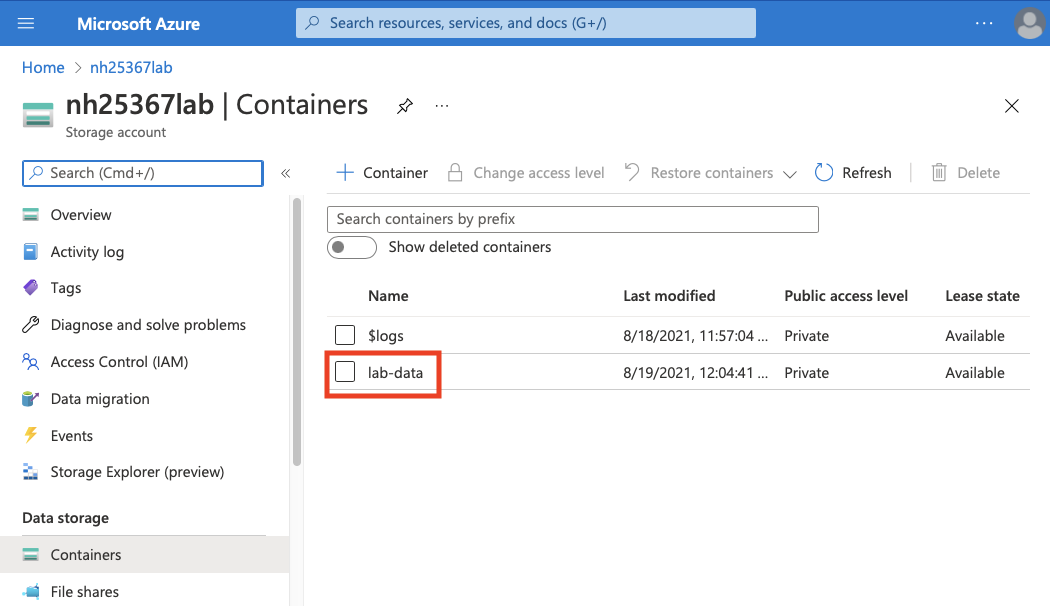 Microsoft Azure
Search resources, services, and docs (G+/)
...
Home > nh25367lab
nh25367lab | Containers
...
Storage account
Search (Cmd+/)
«
Overview
Activity log
Tags
Diagnose and solve problems
Access Control (IAM)
Data migration
Events
Storage Explorer (preview)
Data storage
Containers
File shares
+ Container
Change access level
Restore containers
Refresh
Delete
Search containers by prefix
Show deleted containers
Name Last modified Public access level Lease state
$logs 8/18/2021, 11:57:04 ... Private Available
lab-data 8/19/2021, 12:04:41 ... Private Available